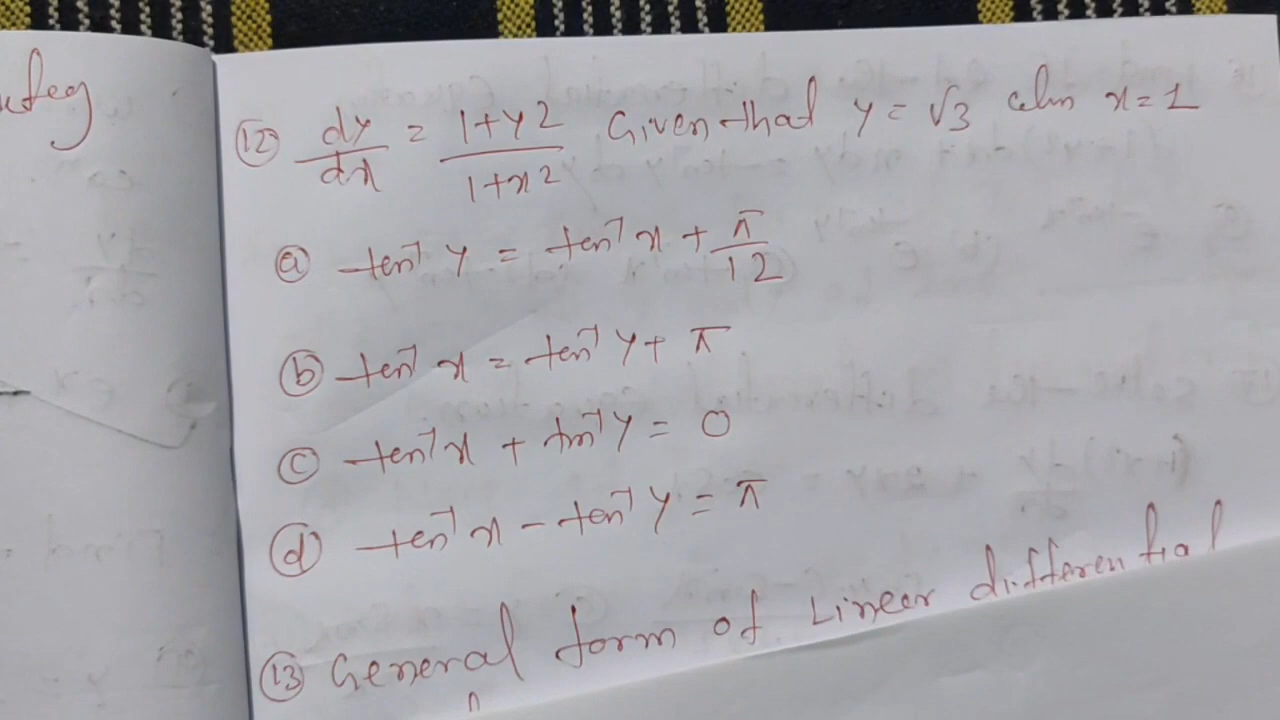 ⑫ dy/dx = 1+y2/1+x2 Given that y = √3 when x=1
ⓐ tan⁻¹ y = tan⁻¹ x + π/12
ⓑ tan⁻¹ x = tan⁻¹ y + π
ⓒ tan⁻¹ x + tan⁻¹ y = 0
ⓓ tan⁻¹ x - tan⁻¹ y = π
⑬ General form of Linear differential